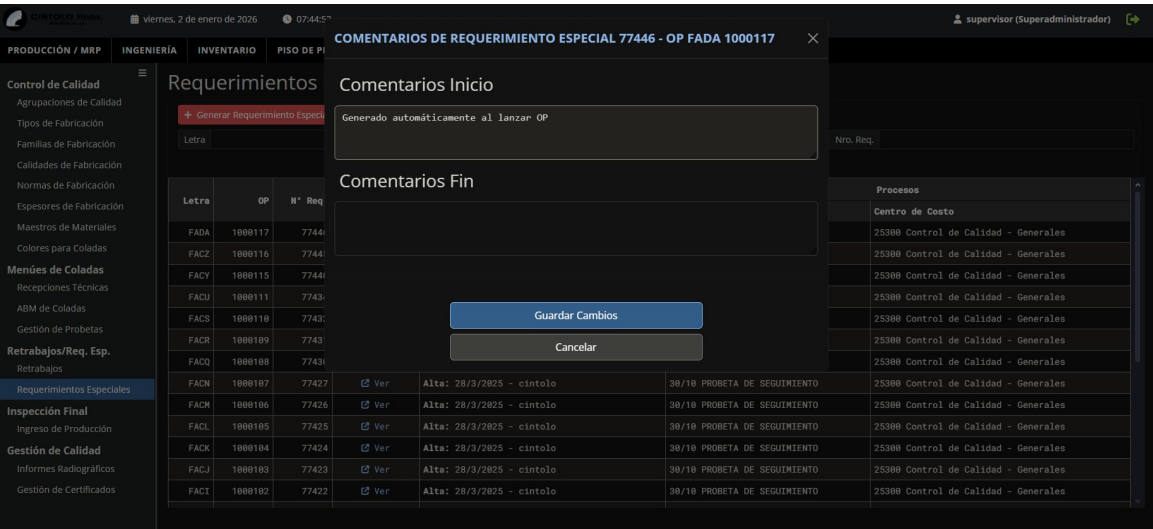 CINTOLO Hnos.
viernes, 2 de enero de 2026
supervisor (Superadministrador)
PRODUCCIÓN / MRP
INGENIERÍA
INVENTARIO
Control de Calidad
Agrupaciones de Calidad
Tipos de Fabricación
Familias de Fabricación
Calidades de Fabricación
Normas de Fabricación
Espesores de Fabricación
Maestros de Materiales
Colores para Coladas
Menúes de Coladas
Recepciones Técnicas
ABM de Coladas
Gestión de Probetas
Retrabajos/Req. Esp.
Retrabajos
Requerimientos Especiales
Inspección Final
Ingreso de Producción
Gestión de Calidad
Informes Radiográficos
Gestión de Certificados
Requerimientos
+ Generar Requerimiento
Letra
Nro. Req.
COMENTARIOS DE REQUERIMIENTO ESPECIAL 77446 - OP FADA 1000117
Comentarios Inicio
Generado automáticamente al lanzar OP
Comentarios Fin
Guardar Cambios
Cancelar
Letra OP N° Req Procesos
Centro de Costo
FADA 1000117 25300 Control de Calidad - Generales
FACZ 1000116 25300 Control de Calidad - Generales
FACY 1000115 25300 Control de Calidad - Generales
FACU 1000111 25300 Control de Calidad - Generales
FACS 1000110 25300 Control de Calidad - Generales
FACR 1000109 25300 Control de Calidad - Generales
FACQ 1000108 25300 Control de Calidad - Generales
FACN 1000107 77427 Ver Alta: 28/3/2025 - cintolo 30/10 PROBETA DE SEGUIMIENTO 25300 Control de Calidad - Generales
FACM 1000106 77426 Ver Alta: 28/3/2025 - cintolo 30/10 PROBETA DE SEGUIMIENTO 25300 Control de Calidad - Generales
FACL 1000105 77425 Ver Alta: 28/3/2025 - cintolo 30/10 PROBETA DE SEGUIMIENTO 25300 Control de Calidad - Generales
FACK 1000104 77424 Ver Alta: 28/3/2025 - cintolo 30/10 PROBETA DE SEGUIMIENTO 25300 Control de Calidad - Generales
FACJ 1000103 77423 Ver Alta: 28/3/2025 - cintolo 30/10 PROBETA DE SEGUIMIENTO 25300 Control de Calidad - Generales
FACI 1000102 77422 Ver Alta: 28/3/2025 - cintolo 30/10 PROBETA DE SEGUIMIENTO 25300 Control de Calidad - Generales